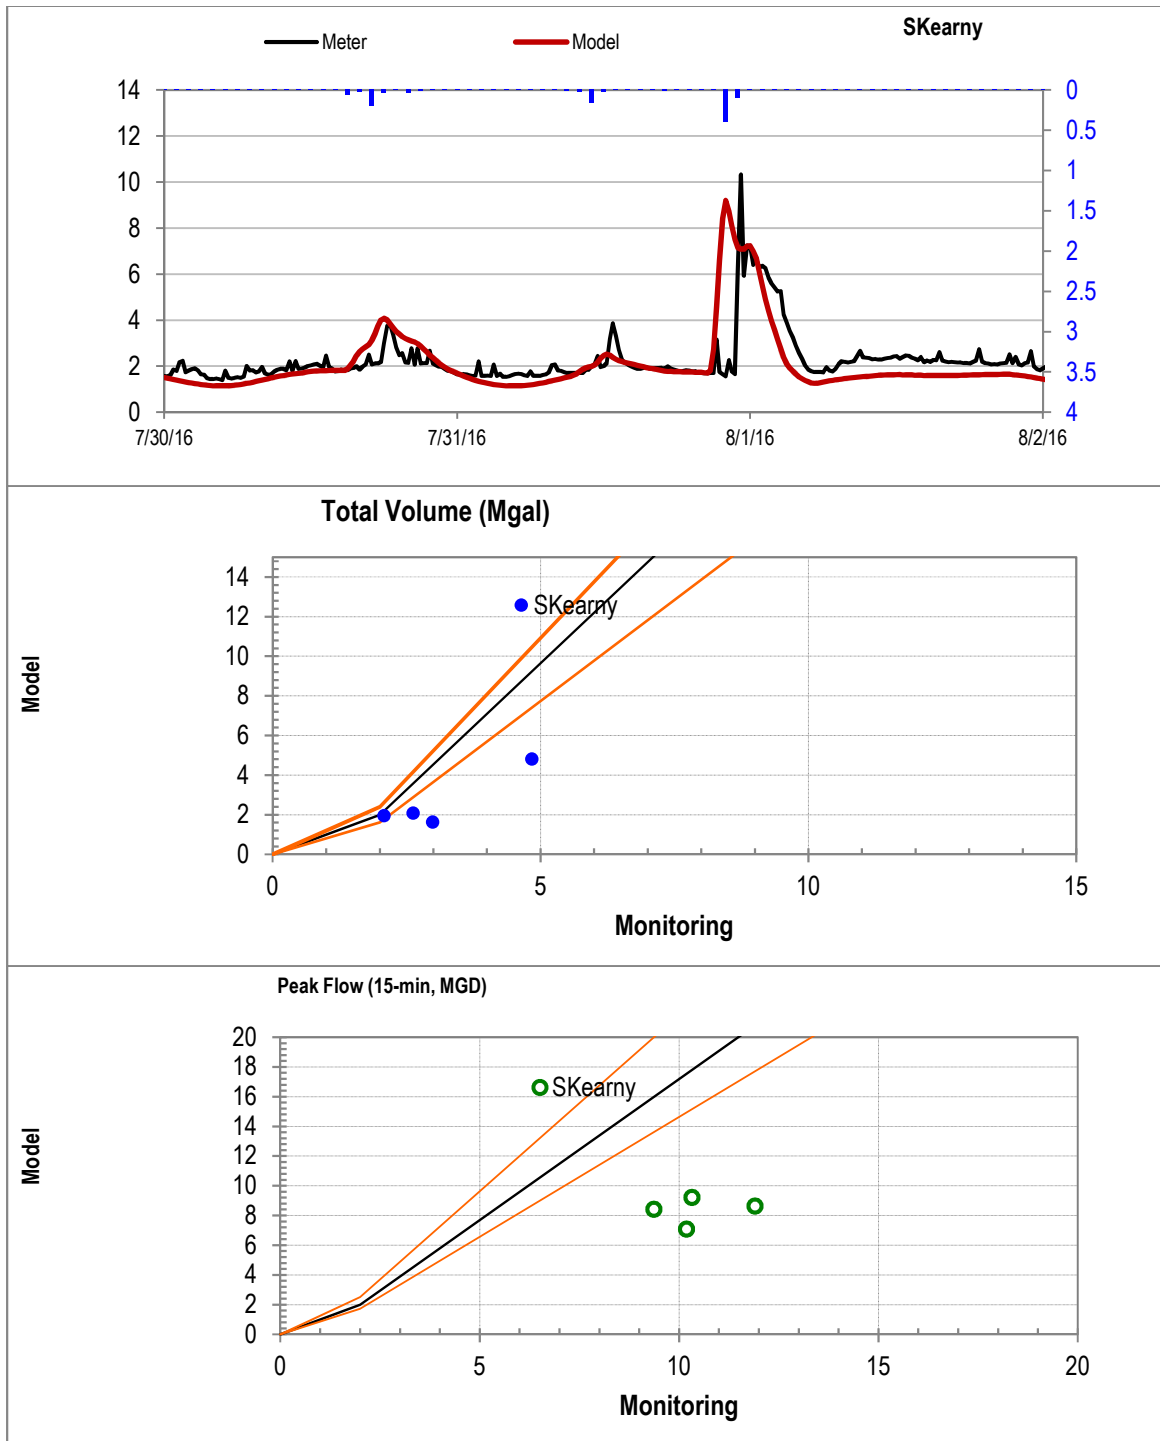 SKearny
Meter Model
14 0
12 0.5
10 1
8 1.5
6 2
4 2.5
2 3
0 3.5
4
7/30/16 7/31/16 8/1/16 8/2/16
Total Volume (Mgal)
14
12
10
8
6
4
2
0
SKearny
Model
0 5 10 15
Monitoring
Peak Flow (15-min, MGD)
20
18
16
14
12
10
8
6
4
2
0
SKearny
Model
0 5 10 15 20
Monitoring